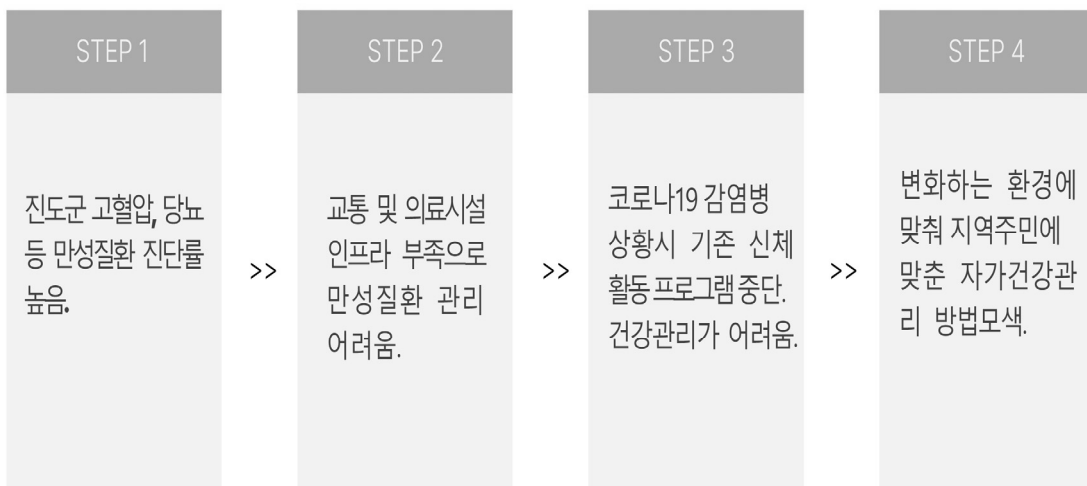 STEP 1
진도군 고혈압, 당뇨
등 만성질환 진단률
높음.
>>
STEP 2
교통 및 의료시설
인프라 부족으로
만성질환 관리
어려움.
>>
STEP 3
코로나19 감염병
상황시 기존 신체
활동 프로그램 중단.
건강관리가 어려움.
>>
STEP 4
변화하는 환경에
맞춰 지역주민에
맞춘 자가건강관
리 방법모색.